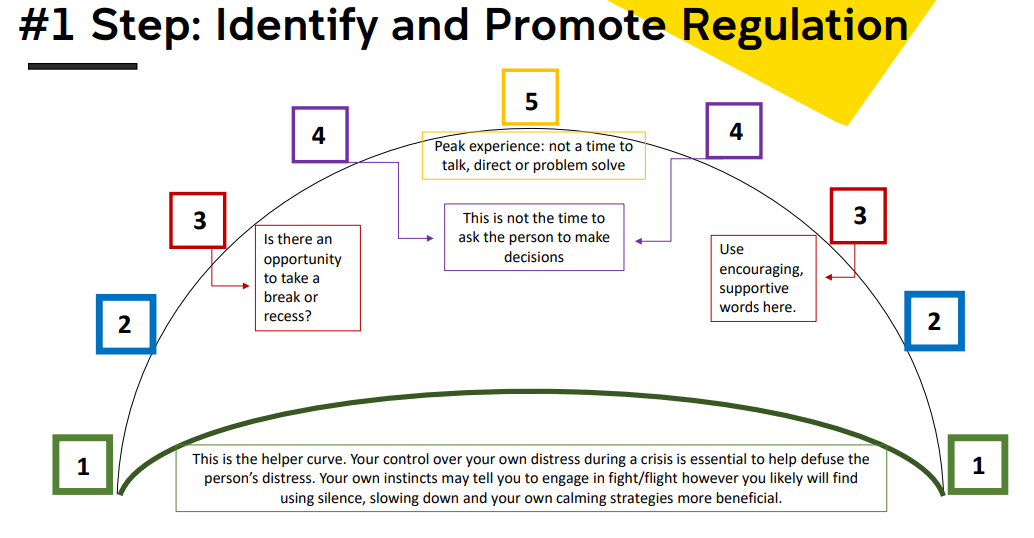 #1 Step: Identify and Promote Regulation
5
4
4
Peak experience: not a time to
talk, direct or problem solve
3
3
This is not the time to
ask the person to make
decisions
Is there an
opportunity
to take a
break or
recess?
Use
encouraging,
supportive
words here.
2
2
1
1
This is the helper curve. Your control over your own distress during a crisis is essential to help defuse the
person’s distress. Your own instincts may tell you to engage in fight/flight however you likely will find
using silence, slowing down and your own calming strategies more beneficial.